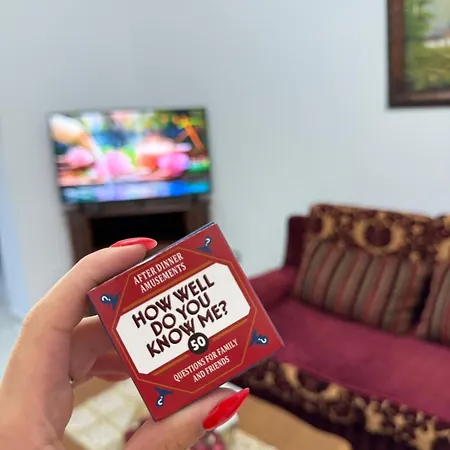 AFTER DINNER
AMUSEMENTS
HOW WELL
DO YOU
KNOW ME?
50
QUESTIONS FOR FAMILY
AND FRIENDS